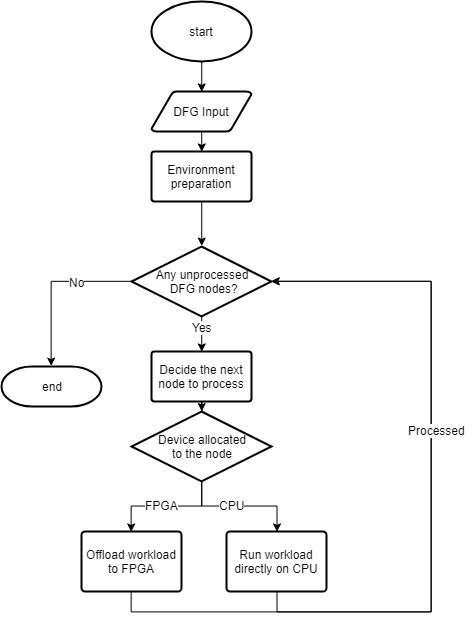 start
DFG Input
Environment
preparation
Any unprocessed
DFG nodes?
No
Yes
end
Decide the next
node to process
Device allocated
to the node
Processed
FPGA
CPU
Offload workload
to FPGA
Run workload
directly on CPU